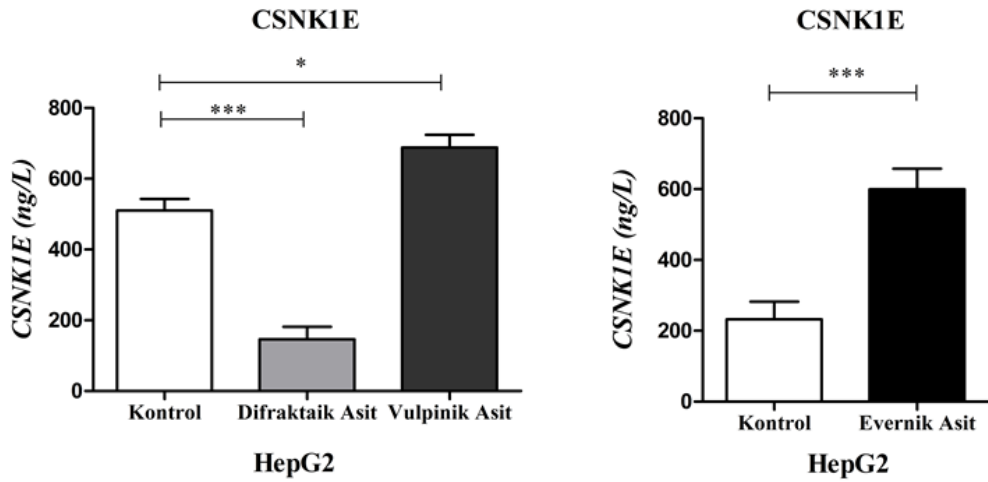 CSNK1E
*
***
800
600
400
200
0
CSNK1E (ng/L)
Kontrol Difraktaik Asit Vulpinik Asit
HepG2
CSNK1E
***
800
600
400
200
0
CSNK1E (ng/L)
Kontrol Evernik Asit
HepG2